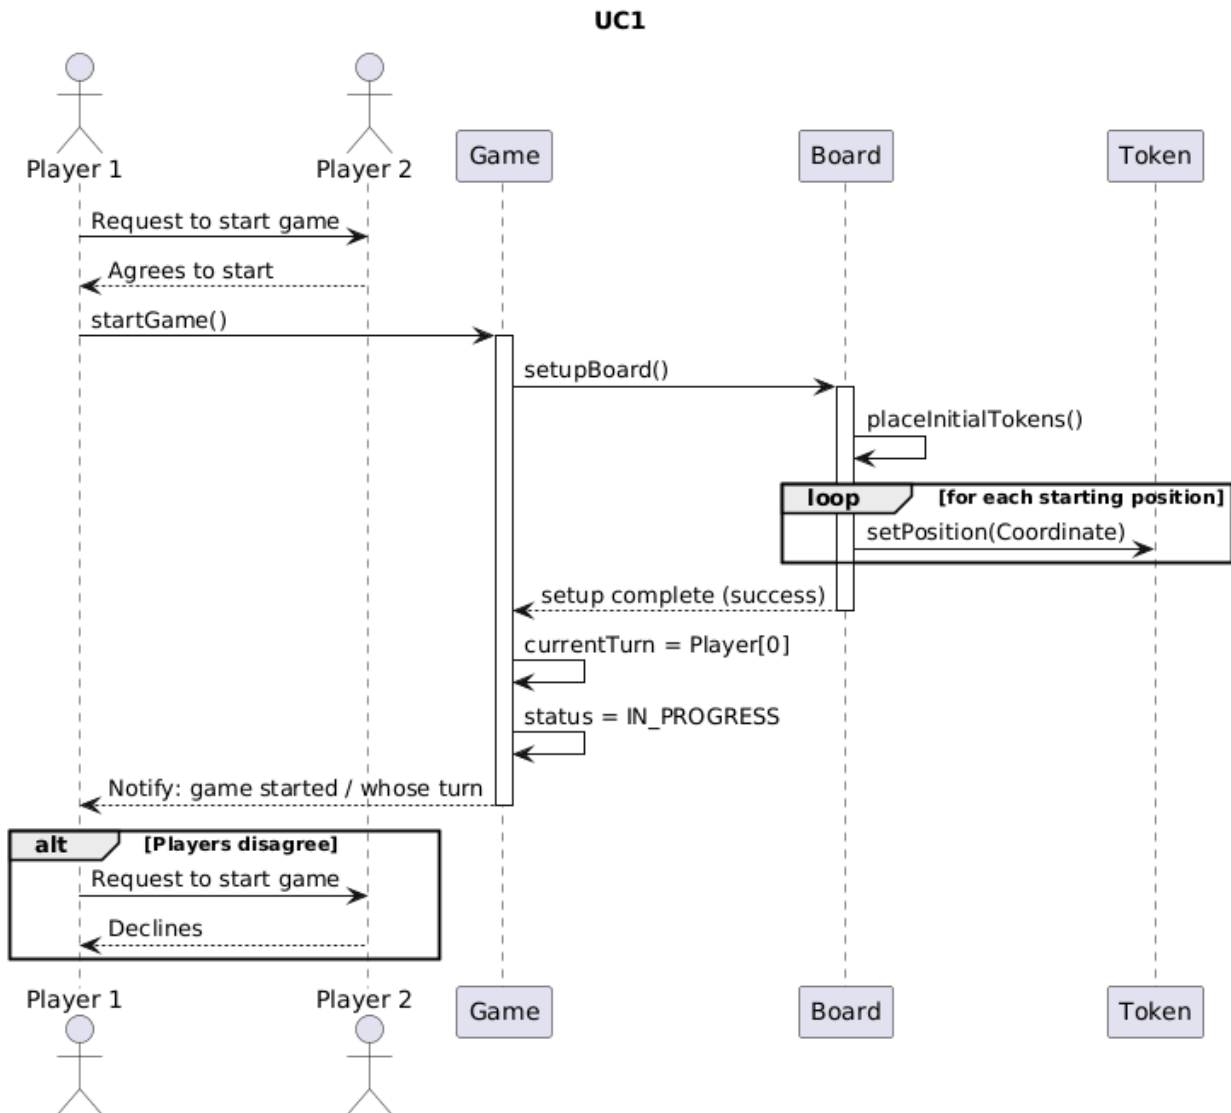 UC1
Player 1
Player 2
Game
Board
Token
Request to start game
Agrees to start
startGame()
setupBoard()
placeInitialTokens()
loop
[for each starting position]
setPosition(Coordinate)
setup complete (success)
currentTurn = Player[0]
status = IN_PROGRESS
Notify: game started / whose turn
alt
[Players disagree]
Request to start game
Declines
Player 1
Player 2
Game
Board
Token